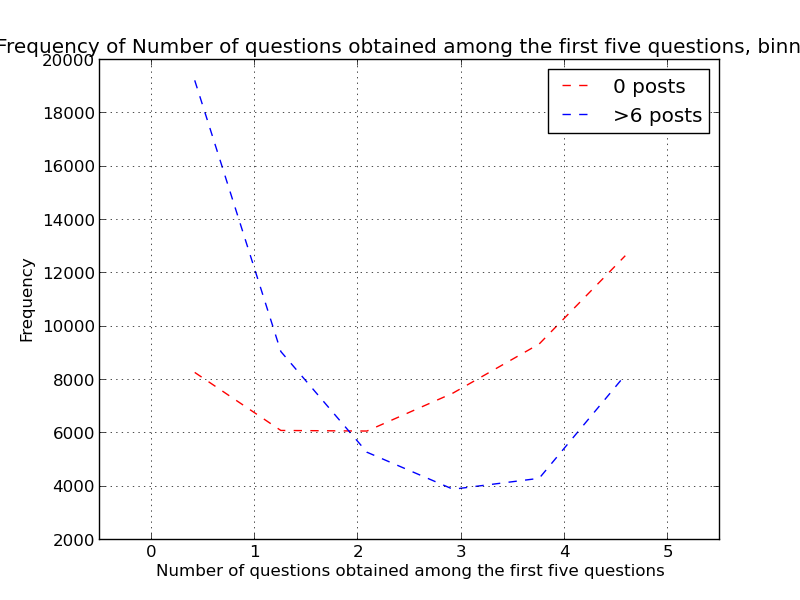 Frequency of Number of questions obtained among the first five questions, binn
20000
18000
16000
14000
12000
10000
8000
6000
4000
2000
Frequency
0 posts
>6 posts
0 1 2 3 4 5
Number of questions obtained among the first five questions